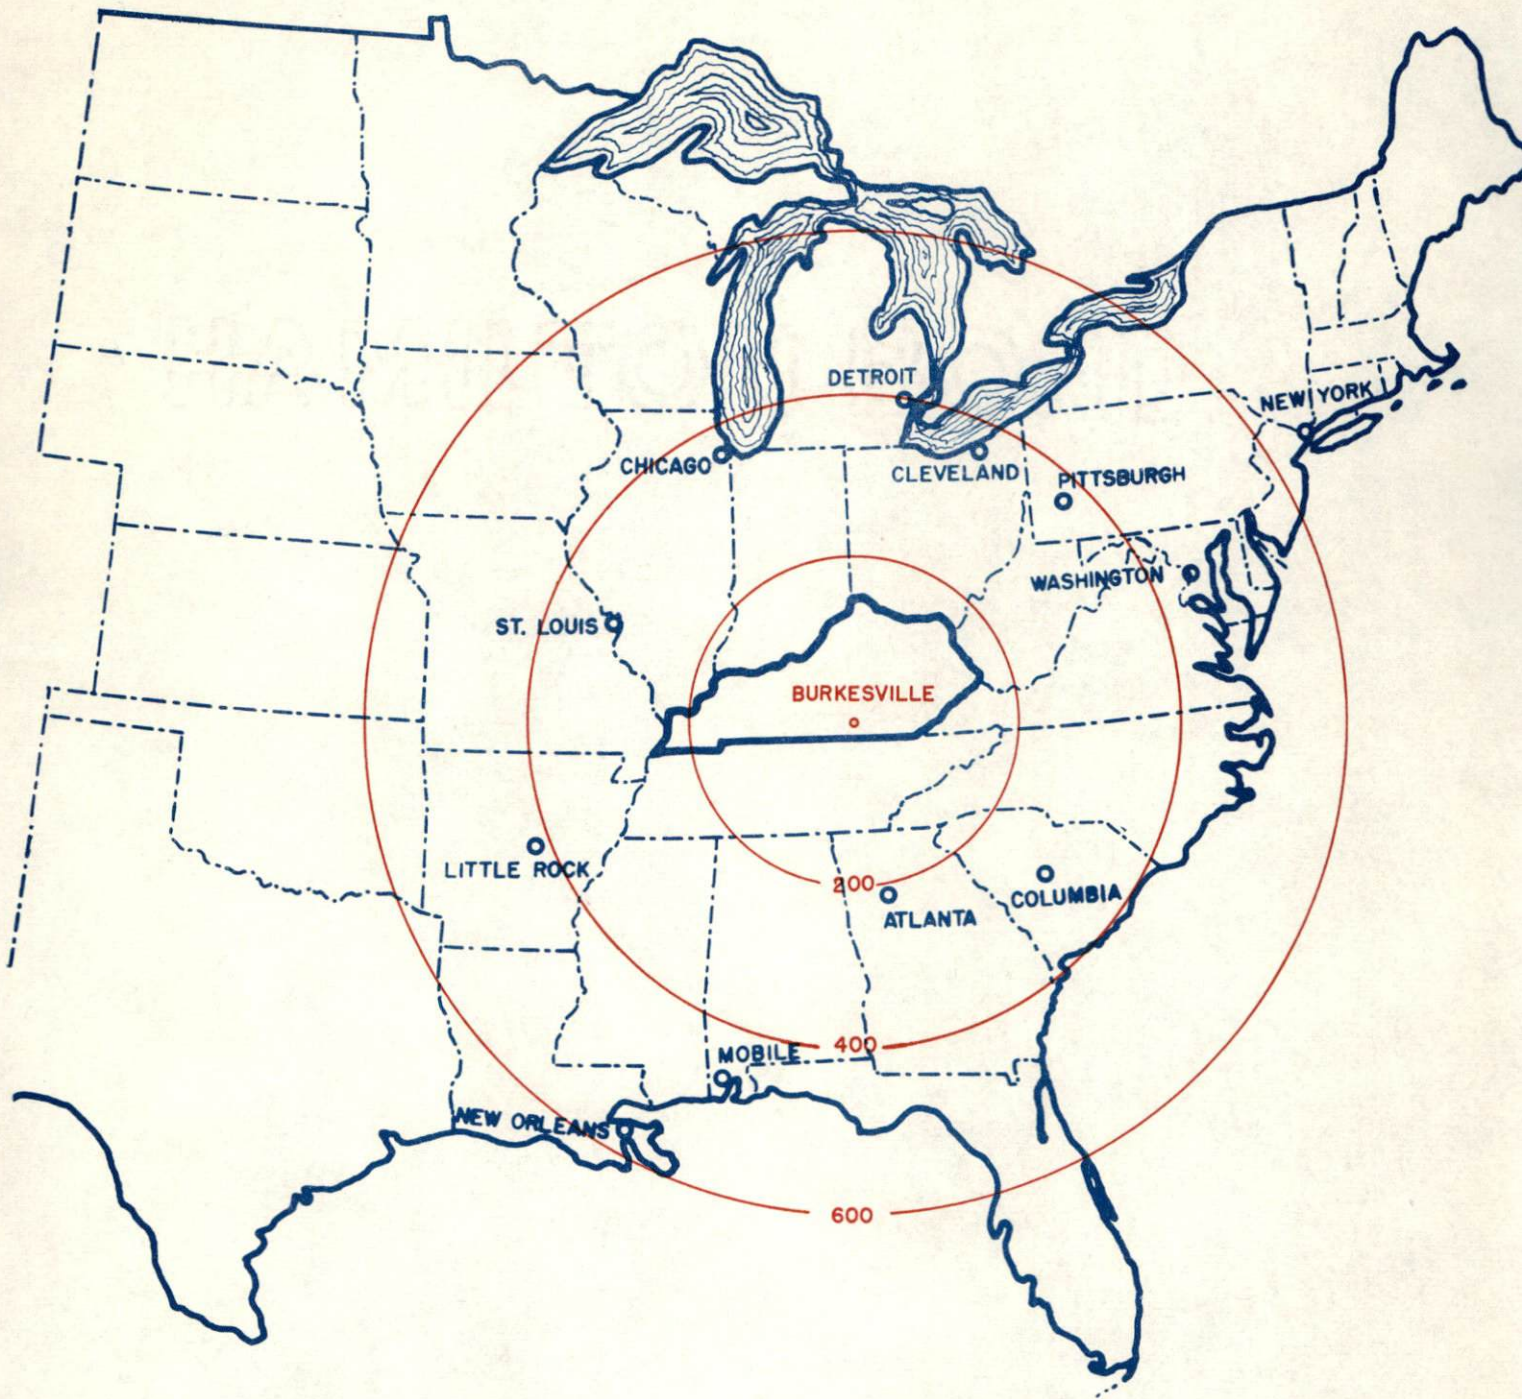 DETROIT
NEW YORK
CHICAGO
CLEVELAND
PITTSBURGH
WASHINGTON
ST. LOUIS
BURKESVILLE
LITTLE ROCK
200
COLUMBIA
ATLANTA
400
MOBILE
NEW ORLEANS
600